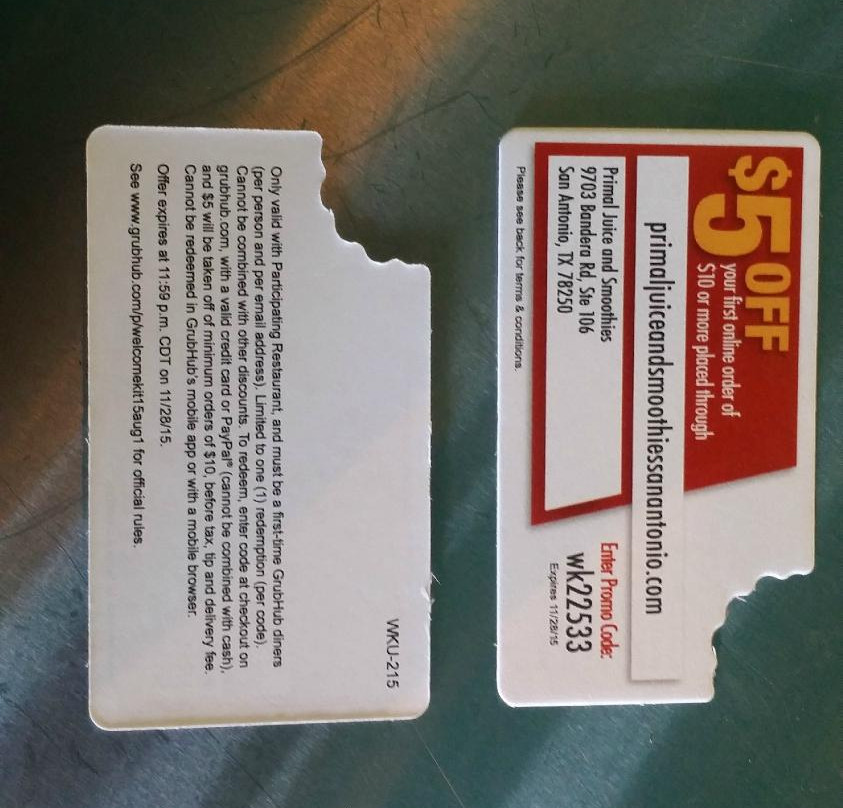 $5 OFF
your first online order of
$10 or more placed through
primaljuiceandsmoothiessanantonio.com
Primal Juice and Smoothies
9703 Bandera Rd, Ste 106
San Antonio, TX 78250
Enter Promo Code:
wk22533
Expires 11/28/15
Please see back for terms & conditions.
WKU-215
Only valid with Participating Restaurant, and must be a first-time GrubHub diners
(per person and per email address). Limited to one (1) redemption (per code).
Cannot be combined with other discounts. To redeem, enter code at checkout on
grubhub.com, with a valid credit card or PayPal® (cannot be combined with cash),
and $5 will be taken off of minimum orders of $10, before tax, tip and delivery fee.
Cannot be redeemed in GrubHub's mobile app or with a mobile browser.
Offer expires at 11:59 p.m. CDT on 11/28/15.
See www.grubhub.com/p/welcomekit15aug1 for official rules.